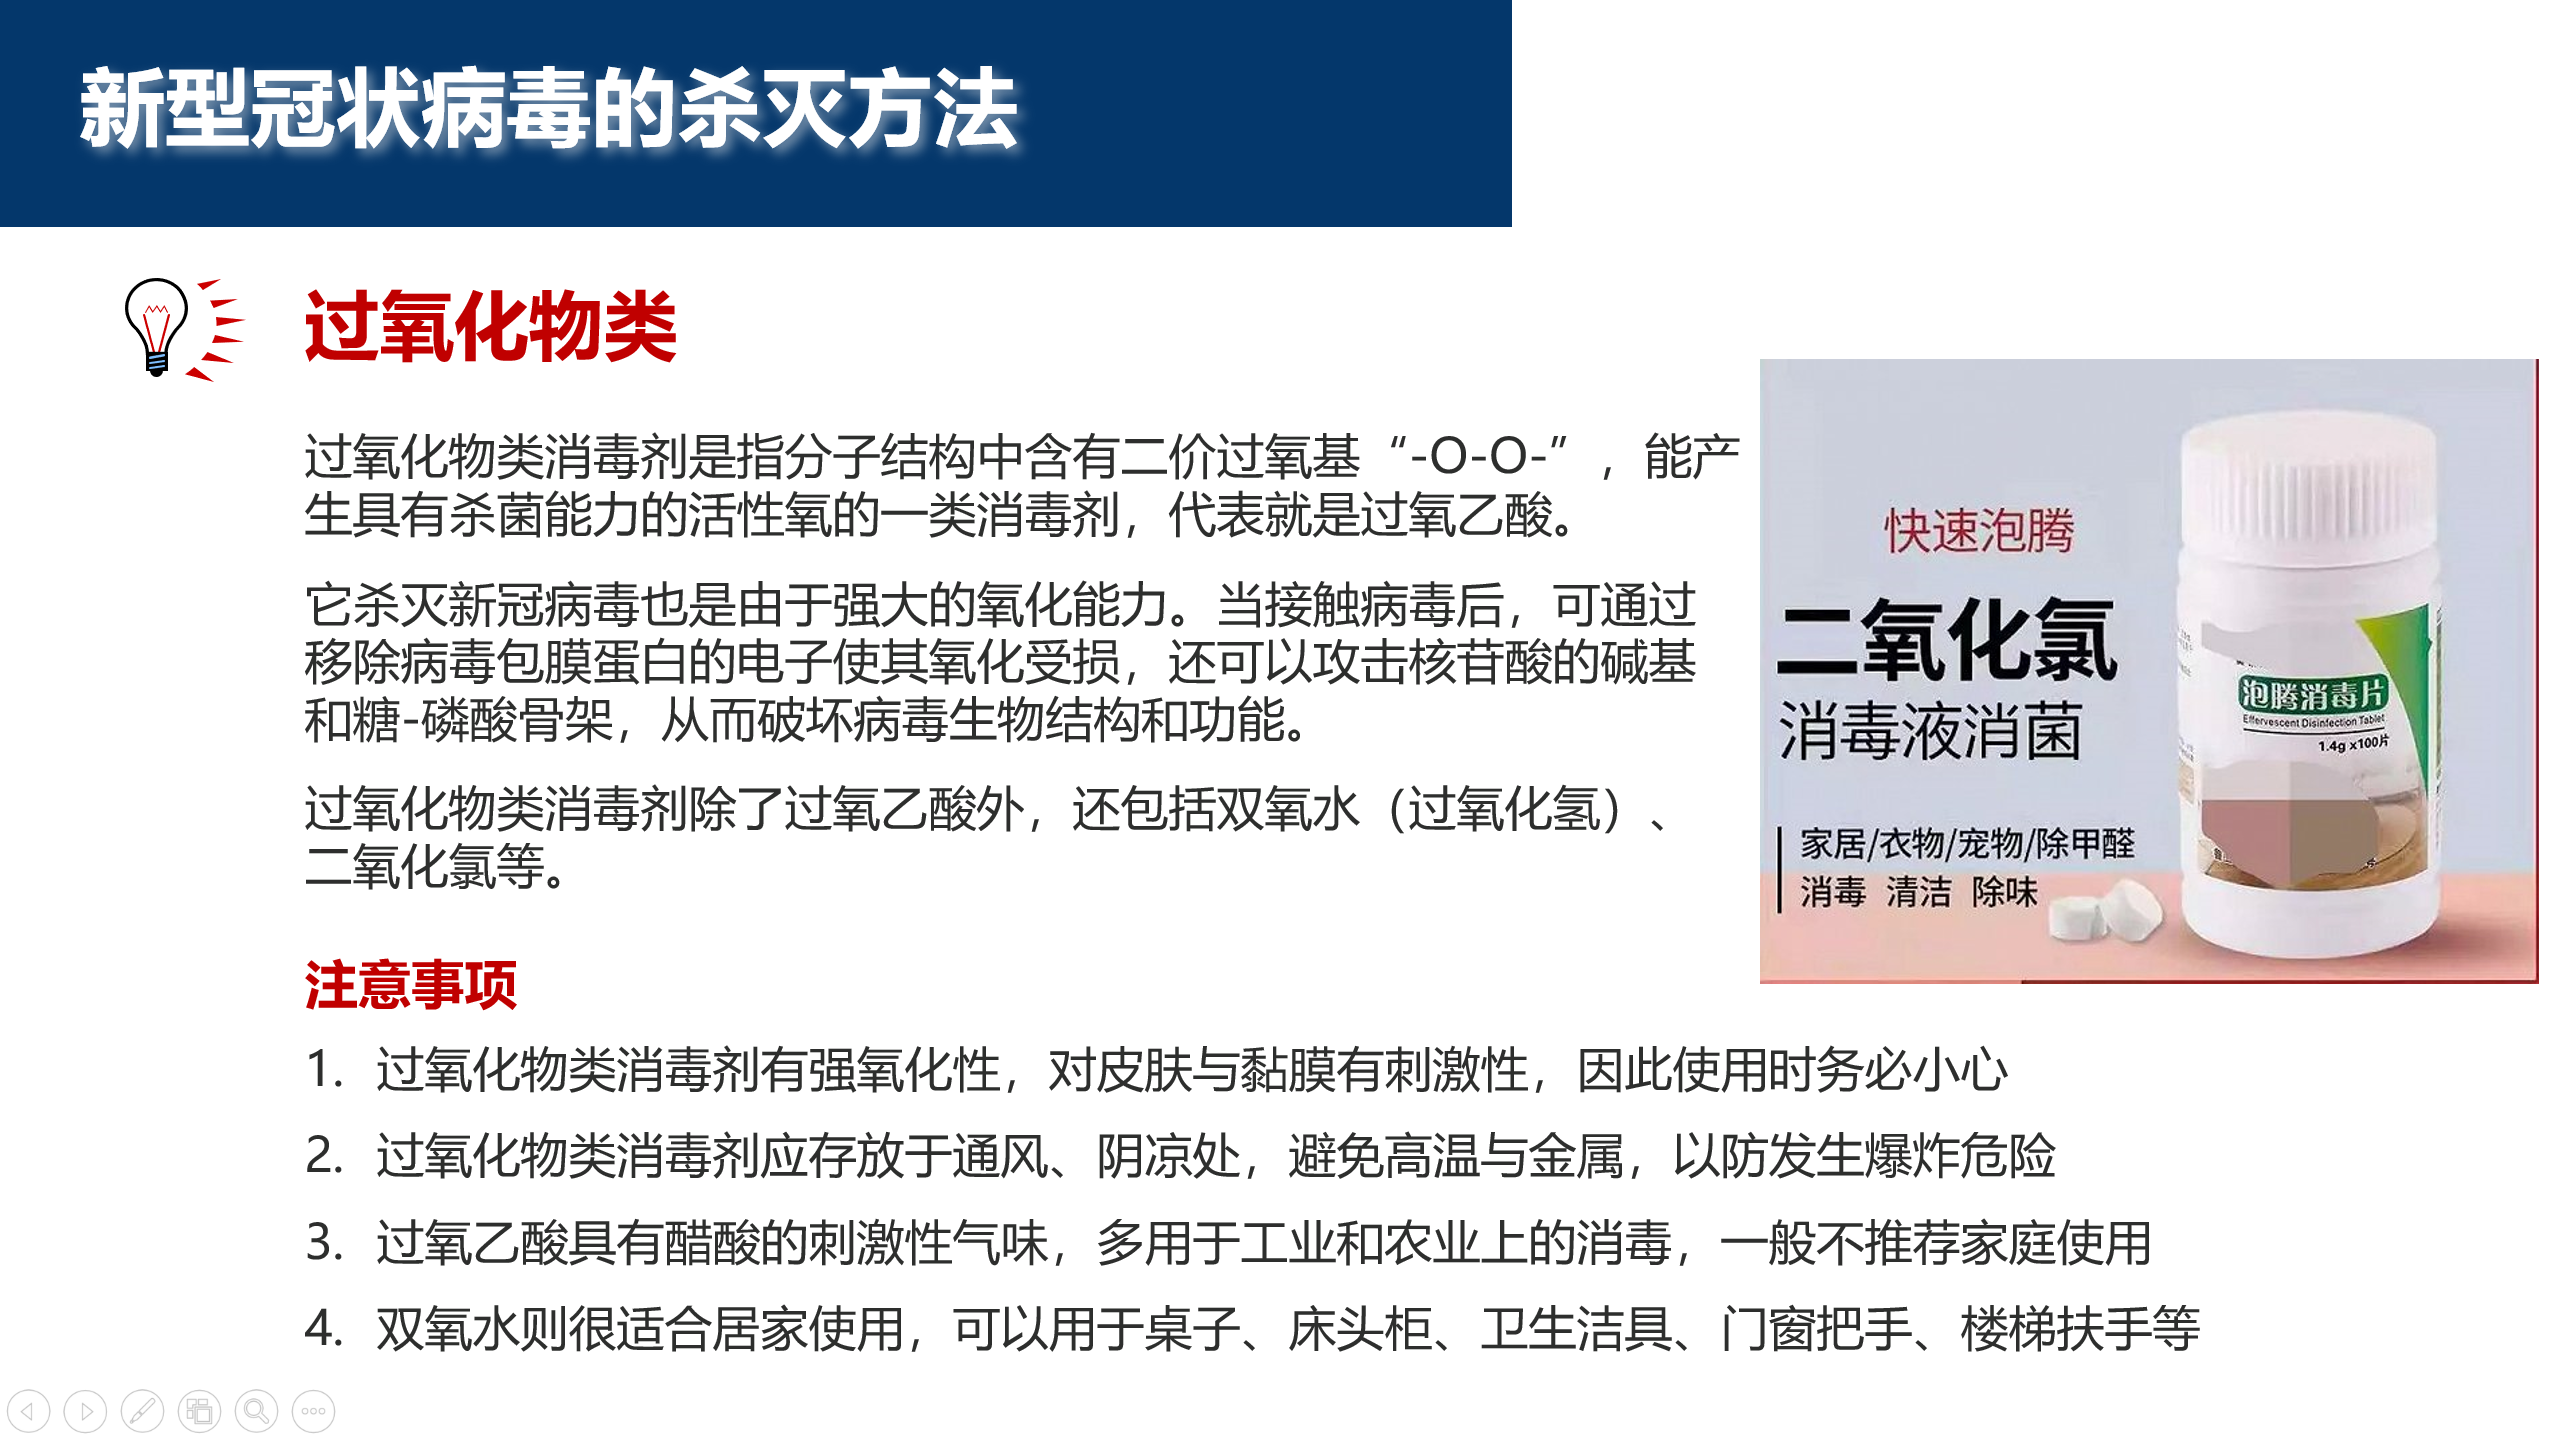 新型冠状病毒的杀灭方法
过氧化物类
过氧化物类消毒剂是指分子结构中含有二价过氧基“-O-O-”，能产
生具有杀菌能力的活性氧的一类消毒剂，代表就是过氧乙酸。
它杀灭新冠病毒也是由于强大的氧化能力。当接触病毒后，可通过
移除病毒包膜蛋白的电子使其氧化受损，还可以攻击核苷酸的碱基
和糖-磷酸骨架，从而破坏病毒生物结构和功能。
过氧化物类消毒剂除了过氧乙酸外，还包括双氧水（过氧化氢）、
二氧化氯等。
快速泡腾
二氧化氯
消毒液消菌
家居/衣物/宠物/除甲醛
消毒 清洁 除味
泡腾消毒片
Effervescent Disinfection Tablet
1.4g x100片
注意事项
1. 过氧化物类消毒剂有强氧化性，对皮肤与黏膜有刺激性，因此使用时务必小心
2. 过氧化物类消毒剂应存放于通风、阴凉处，避免高温与金属，以防发生爆炸危险
3. 过氧乙酸具有醋酸的刺激性气味，多用于工业和农业上的消毒，一般不推荐家庭使用
4. 双氧水则很适合居家使用，可以用于桌子、床头柜、卫生洁具、门窗把手、楼梯扶手等